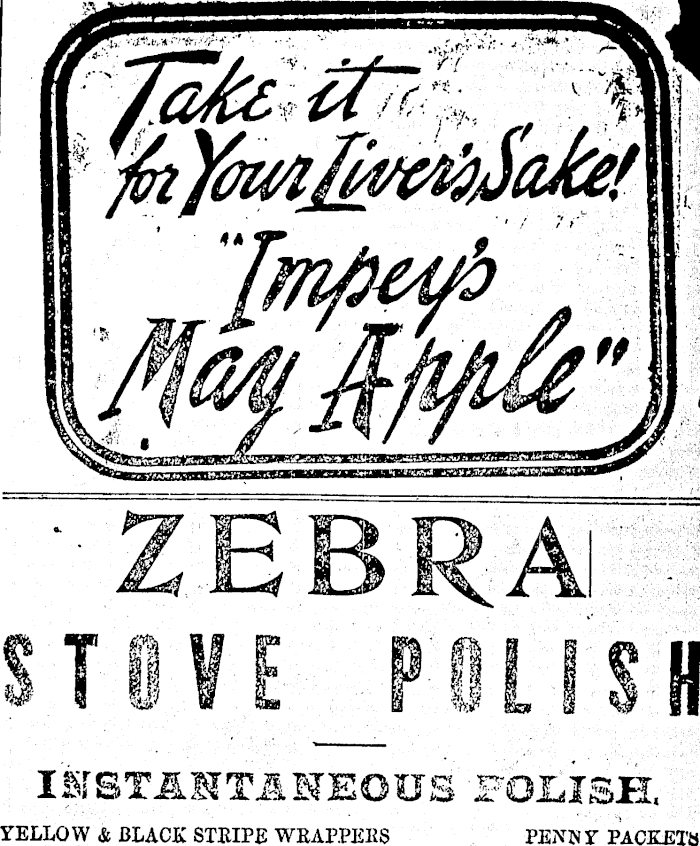 Take it
for Your Liver's Sake!
"Impey's
May Apple"
ZEBRA
STOVE POLISH
INSTANTANEOUS POLISH.
YELLOW & BLACK STRIPE WRAPPERS PENNY PACKETS